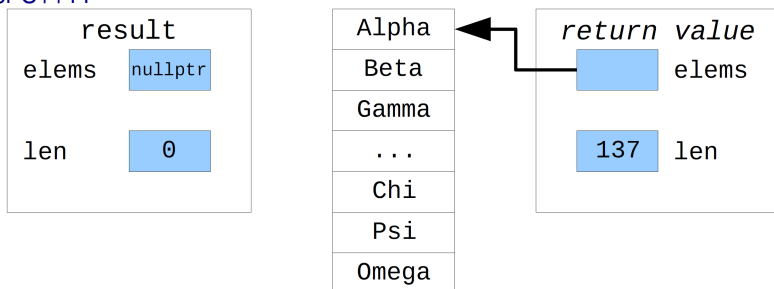 result
elems nullptr
len 0
Alpha
Beta
Gamma
...
Chi
Psi
Omega
return value
elems
137 len